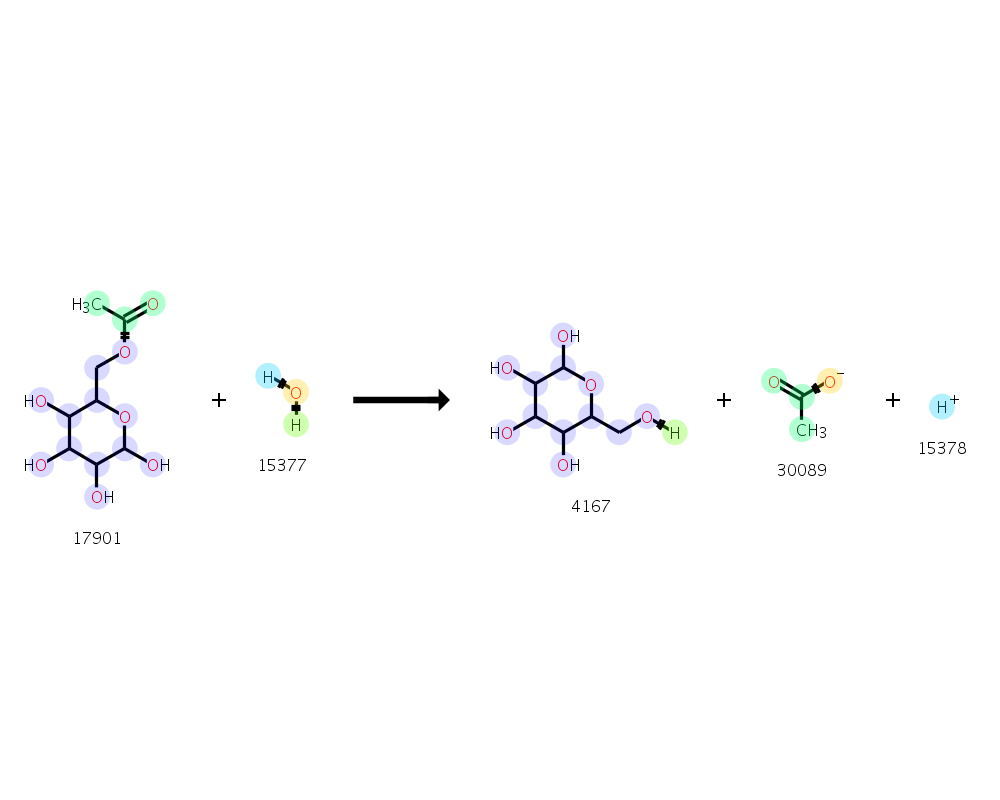 H3C O
O
HO O
HO OH
OH
17901
+
H O
H
15377
OH
HO O
HO O H
OH
4167
+
O O−
CH3
30089
+
H+
15378